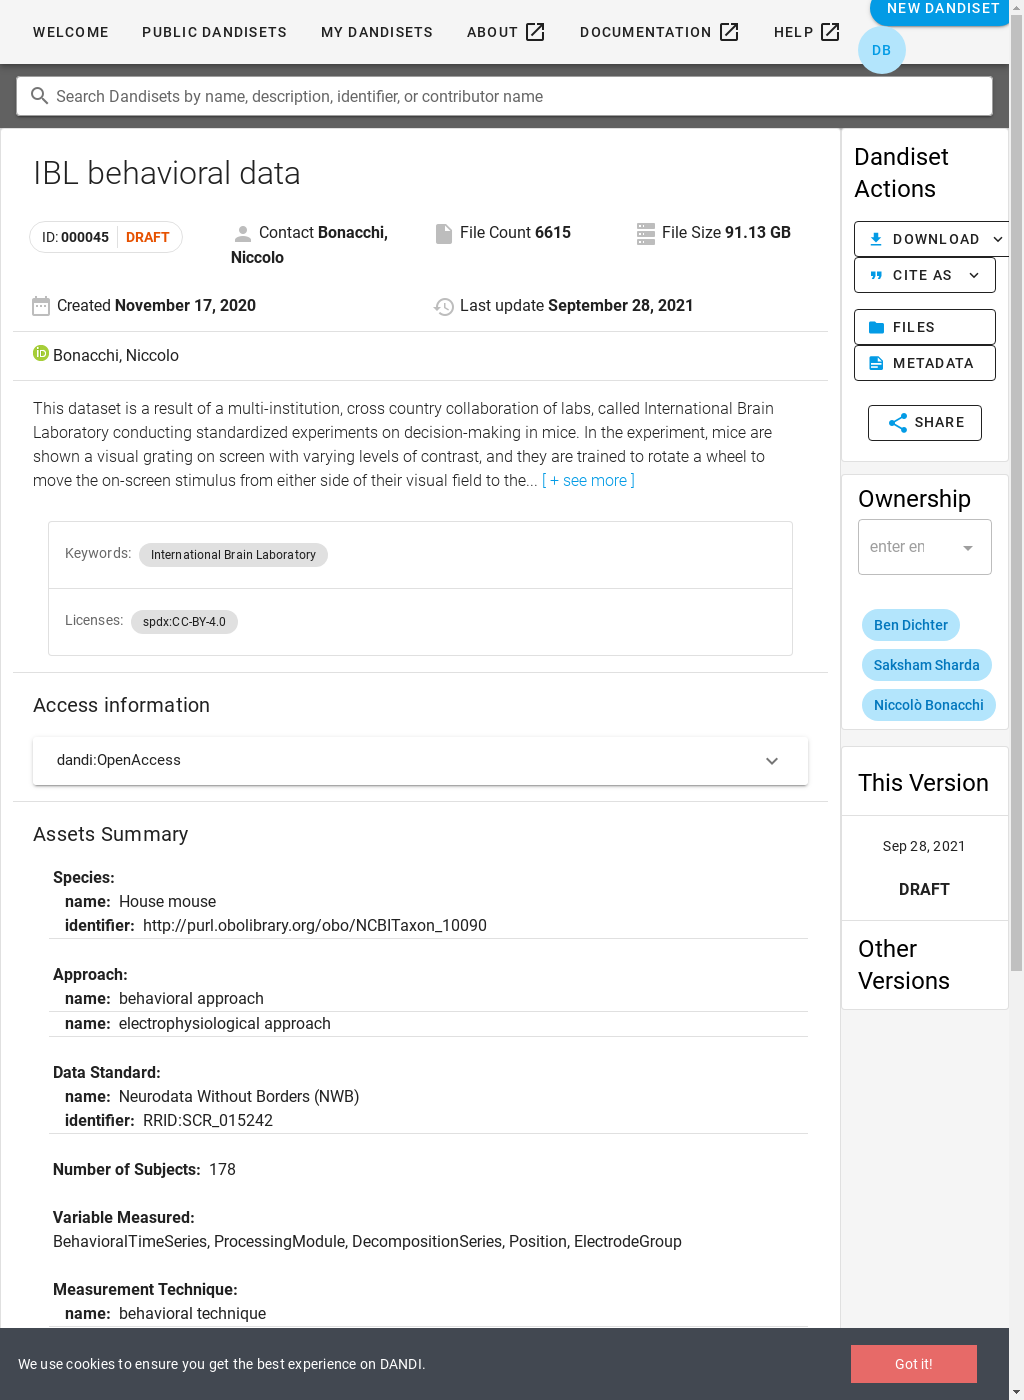 WELCOME PUBLIC DANDISETS MY DANDISETS ABOUT DOCUMENTATION HELP NEW DANDISET
DB
Search Dandisets by name, description, identifier, or contributor name
IBL behavioral data
ID: 000045 DRAFT
Contact Bonacchi, Niccolo
File Count 6615
File Size 91.13 GB
Created November 17, 2020
Last update September 28, 2021
iD Bonacchi, Niccolo
This dataset is a result of a multi-institution, cross country collaboration of labs, called International Brain
Laboratory conducting standardized experiments on decision-making in mice. In the experiment, mice are
shown a visual grating on screen with varying levels of contrast, and they are trained to rotate a wheel to
move the on-screen stimulus from either side of their visual field to the... [ + see more ]
Keywords: International Brain Laboratory
Licenses: spdx:CC-BY-4.0
Access information
dandi:OpenAccess
Assets Summary
Species:
name: House mouse
identifier: http://purl.obolibrary.org/obo/NCBITaxon_10090
Approach:
name: behavioral approach
name: electrophysiological approach
Data Standard:
name: Neurodata Without Borders (NWB)
identifier: RRID:SCR_015242
Number of Subjects: 178
Variable Measured:
BehavioralTimeSeries, ProcessingModule, DecompositionSeries, Position, ElectrodeGroup
Measurement Technique:
name: behavioral technique
Dandiset
Actions
DOWNLOAD
CITE AS
FILES
METADATA
SHARE
Ownership
enter en
Ben Dichter
Saksham Sharda
Niccolò Bonacchi
This Version
Sep 28, 2021
DRAFT
Other
Versions
We use cookies to ensure you get the best experience on DANDI.
Got it!